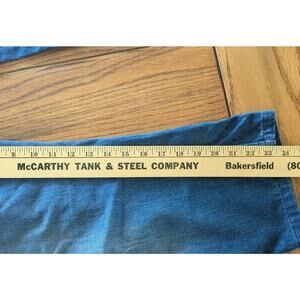 9 10 11 12 13 14 15 16 17 18 19 20 21 22 23 24
McCARTHY TANK & STEEL COMPANY Bakersfield (80